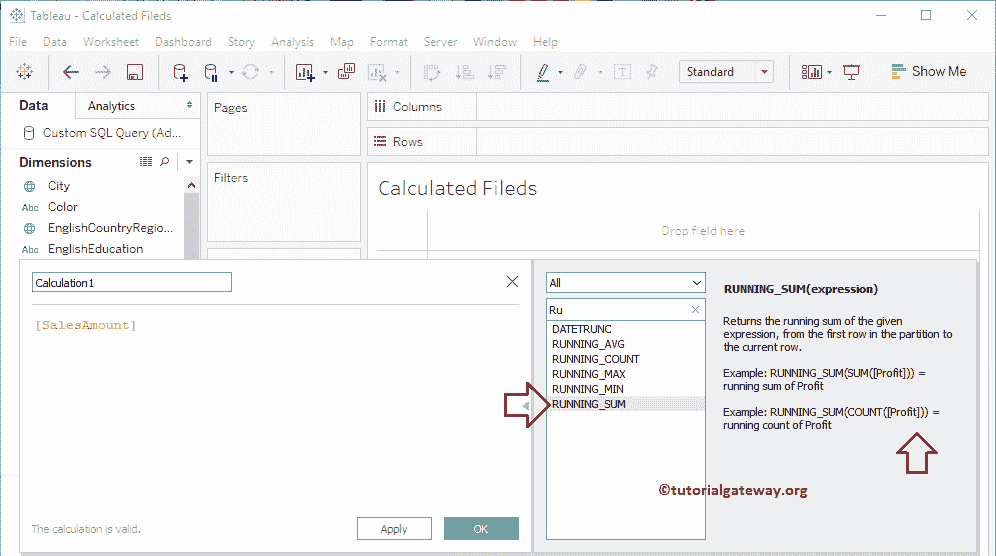 Tableau - Calculated Fileds
File Data Worksheet Dashboard Story Analysis Map Format Server Window Help
Standard
Show Me
Data
Analytics
Pages
Columns
Custom SQL Query (Ad...
Rows
Dimensions
Filters
City
Calculated Fileds
Abc Color
EnglishCountryRegio...
Drop field here
Abc EnglishEducation
Calculation1
[SalesAmount]
The calculation is valid.
Apply
OK
All
Ru
DATETRUNC
RUNNING_AVG
RUNNING_COUNT
RUNNING_MAX
RUNNING_MIN
RUNNING_SUM
RUNNING_SUM(expression)
Returns the running sum of the given
expression, from the first row in the partition to
the current row.
Example: RUNNING_SUM(SUM([Profit])) =
running sum of Profit
Example: RUNNING_SUM(COUNT([Profit])) =
running count of Profit
©tutorialgateway.org